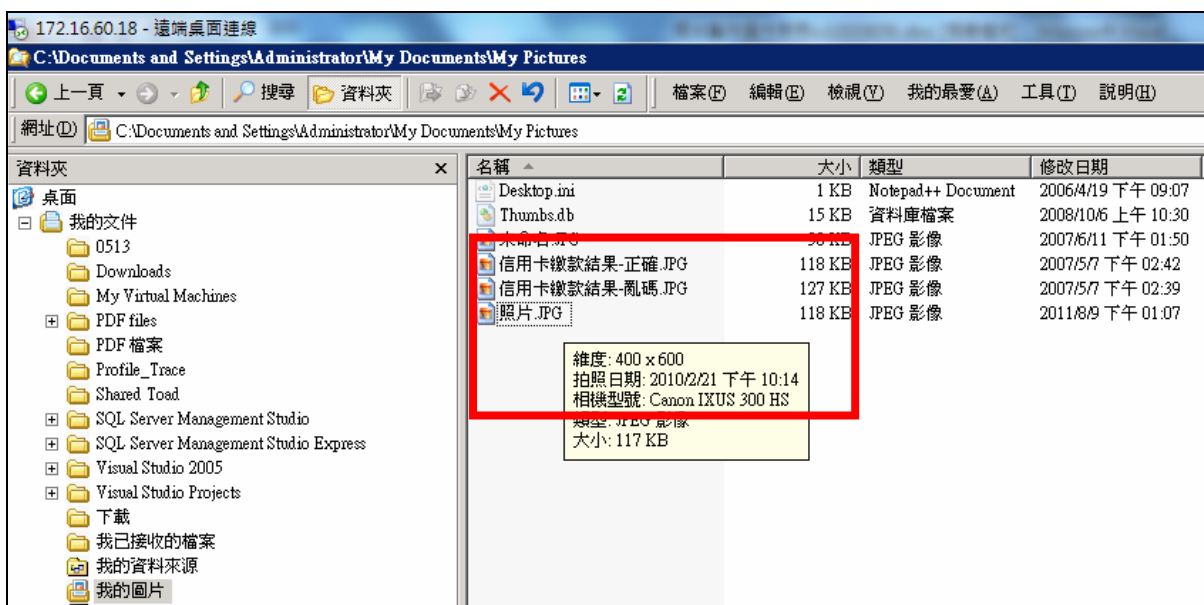 172.16.60.18 - 遠端桌面連線
C:\Documents and Settings\Administrator\My Documents\My Pictures
上一頁 搜尋 資料夾 檔案(F) 編輯(E) 檢視(V) 我的最愛(A) 工具(T) 說明(H)
網址(D) C:\Documents and Settings\Administrator\My Documents\My Pictures
資料夾 x 名稱 大小 類型 修改日期
桌面
我的文件
0513
Downloads
My Virtual Machines
PDF files
PDF 檔案
Profile_Trace
Shared Toad
SQL Server Management Studio
SQL Server Management Studio Express
Visual Studio 2005
Visual Studio Projects
下載
我已接收的檔案
我的資料來源
我的圖片
Desktop.ini 1 KB Notepad++ Document 2006/4/19 下午 09:07
Thumbs.db 15 KB 資料庫檔案 2008/10/6 上午 10:30
未命名.JPG 98 KB JPEG 影像 2007/6/11 下午 01:50
信用卡繳款結果-正確.JPG 118 KB JPEG 影像 2007/5/7 下午 02:42
信用卡繳款結果-亂碼.JPG 127 KB JPEG 影像 2007/5/7 下午 02:39
照片.JPG 118 KB JPEG 影像 2011/8/9 下午 01:07
維度: 400 x 600
拍照日期: 2010/2/21 下午 10:14
相機型號: Canon IXUS 300 HS
類型: JPEG 影像
大小: 117 KB